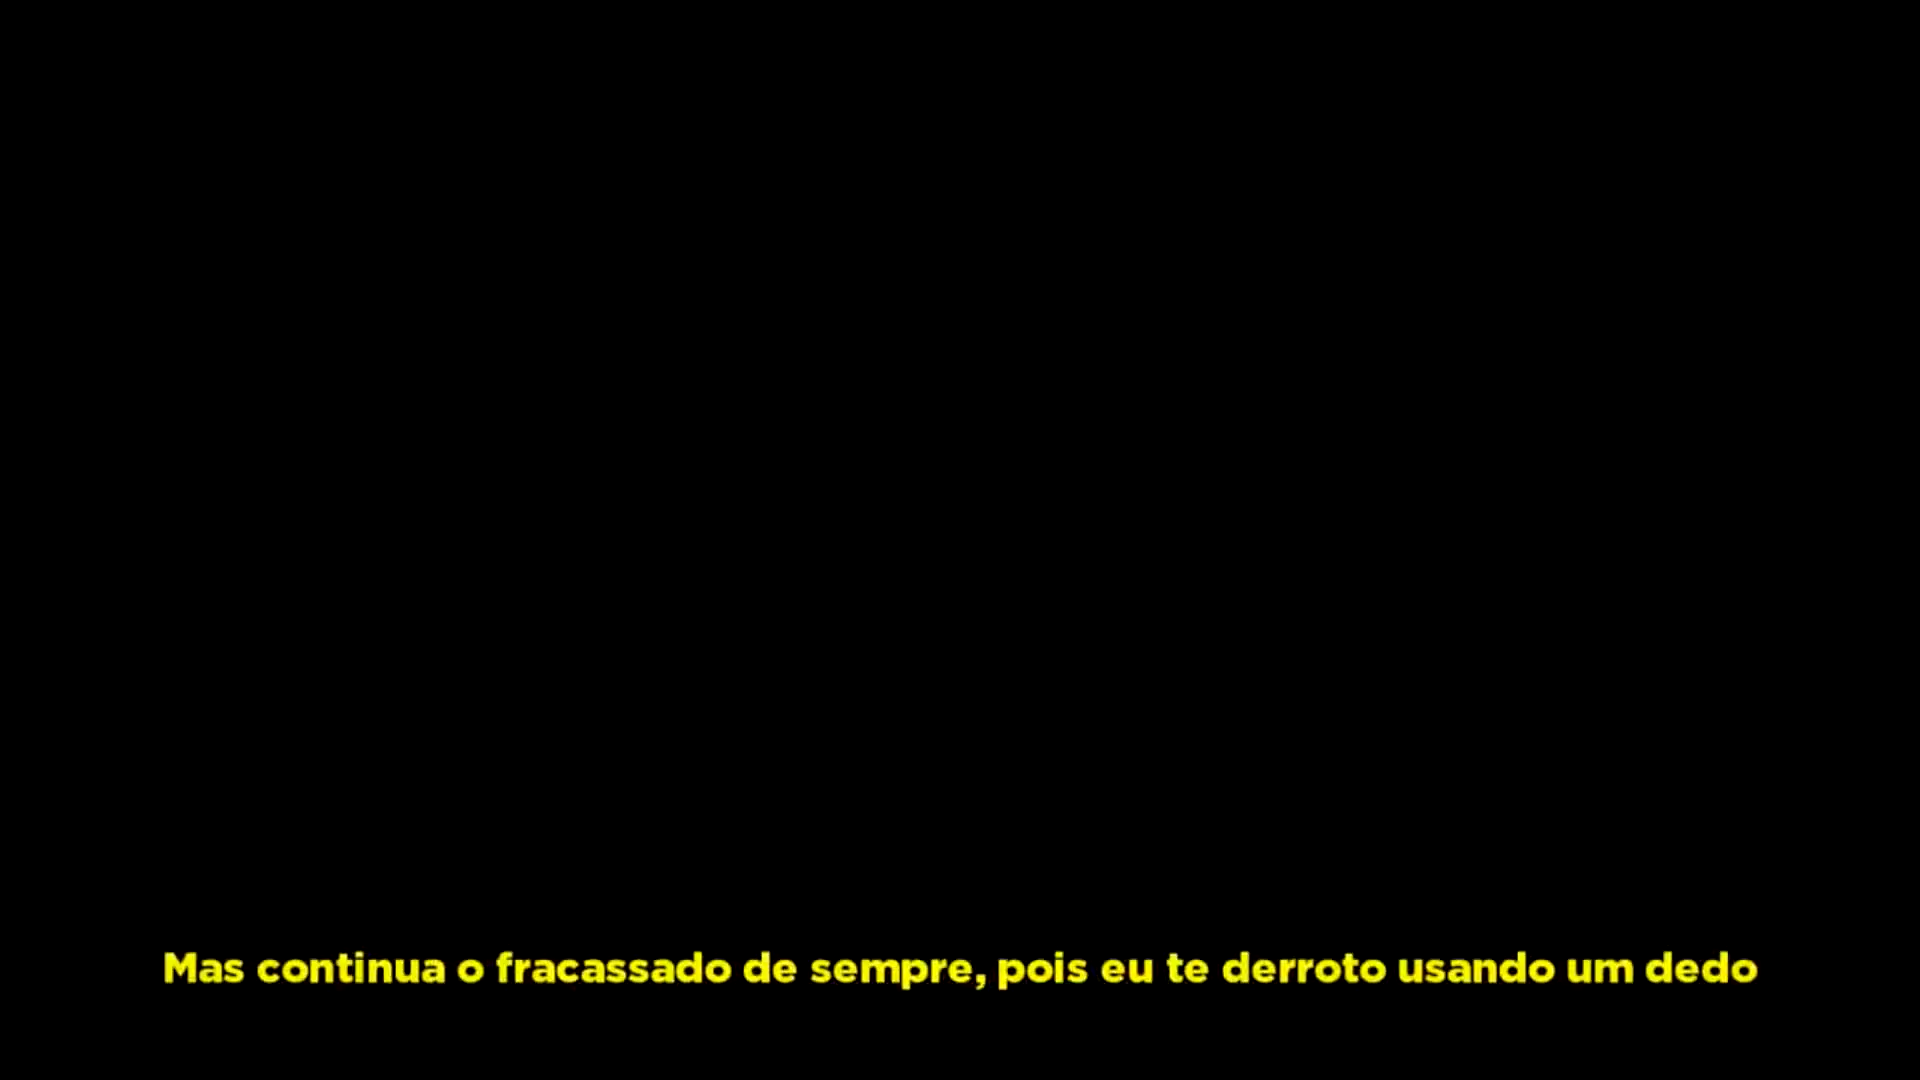 Mas continua o fracassado de sempre, pois eu te derroto usando um dedo